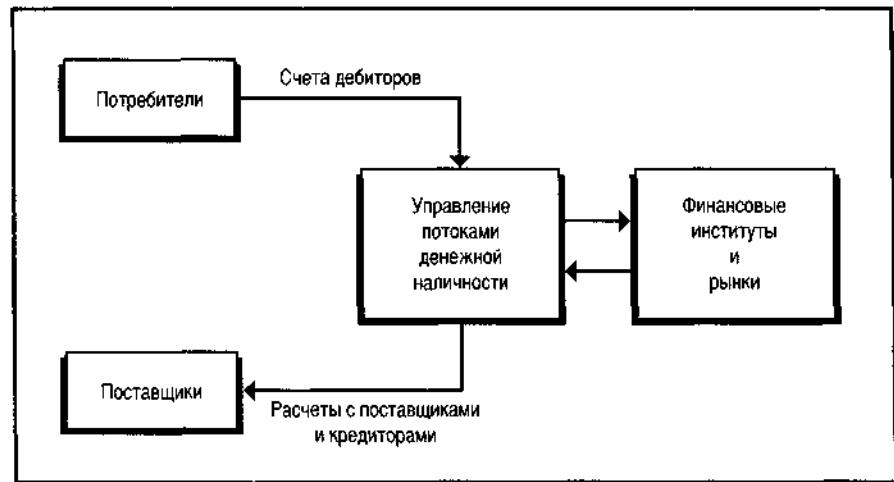 Потребители
Счета дебиторов
Управление
потоками
денежной
наличности
Финансовые
институты
и
рынки
Поставщики
Расчеты с поставщиками
и кредиторами